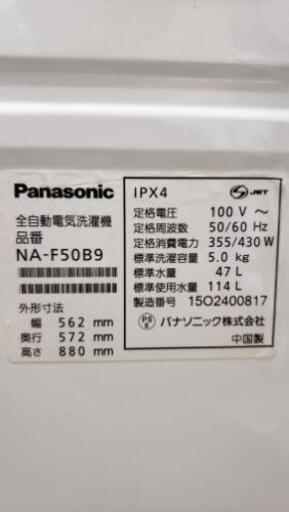 Panasonic
全自動電気洗濯機
品番
NA-F50B9
外形寸法
幅 562 mm
奥行 572 mm
高さ 880 mm
IPX4
S JET
定格電圧 100 V ～
定格周波数 50/60 Hz
定格消費電力 355/430 W
標準洗濯容量 5.0 kg
標準水量 47 L
標準使用水量 114 L
製造番号 15O2400817
PS E パナソニック株式会社
中国製